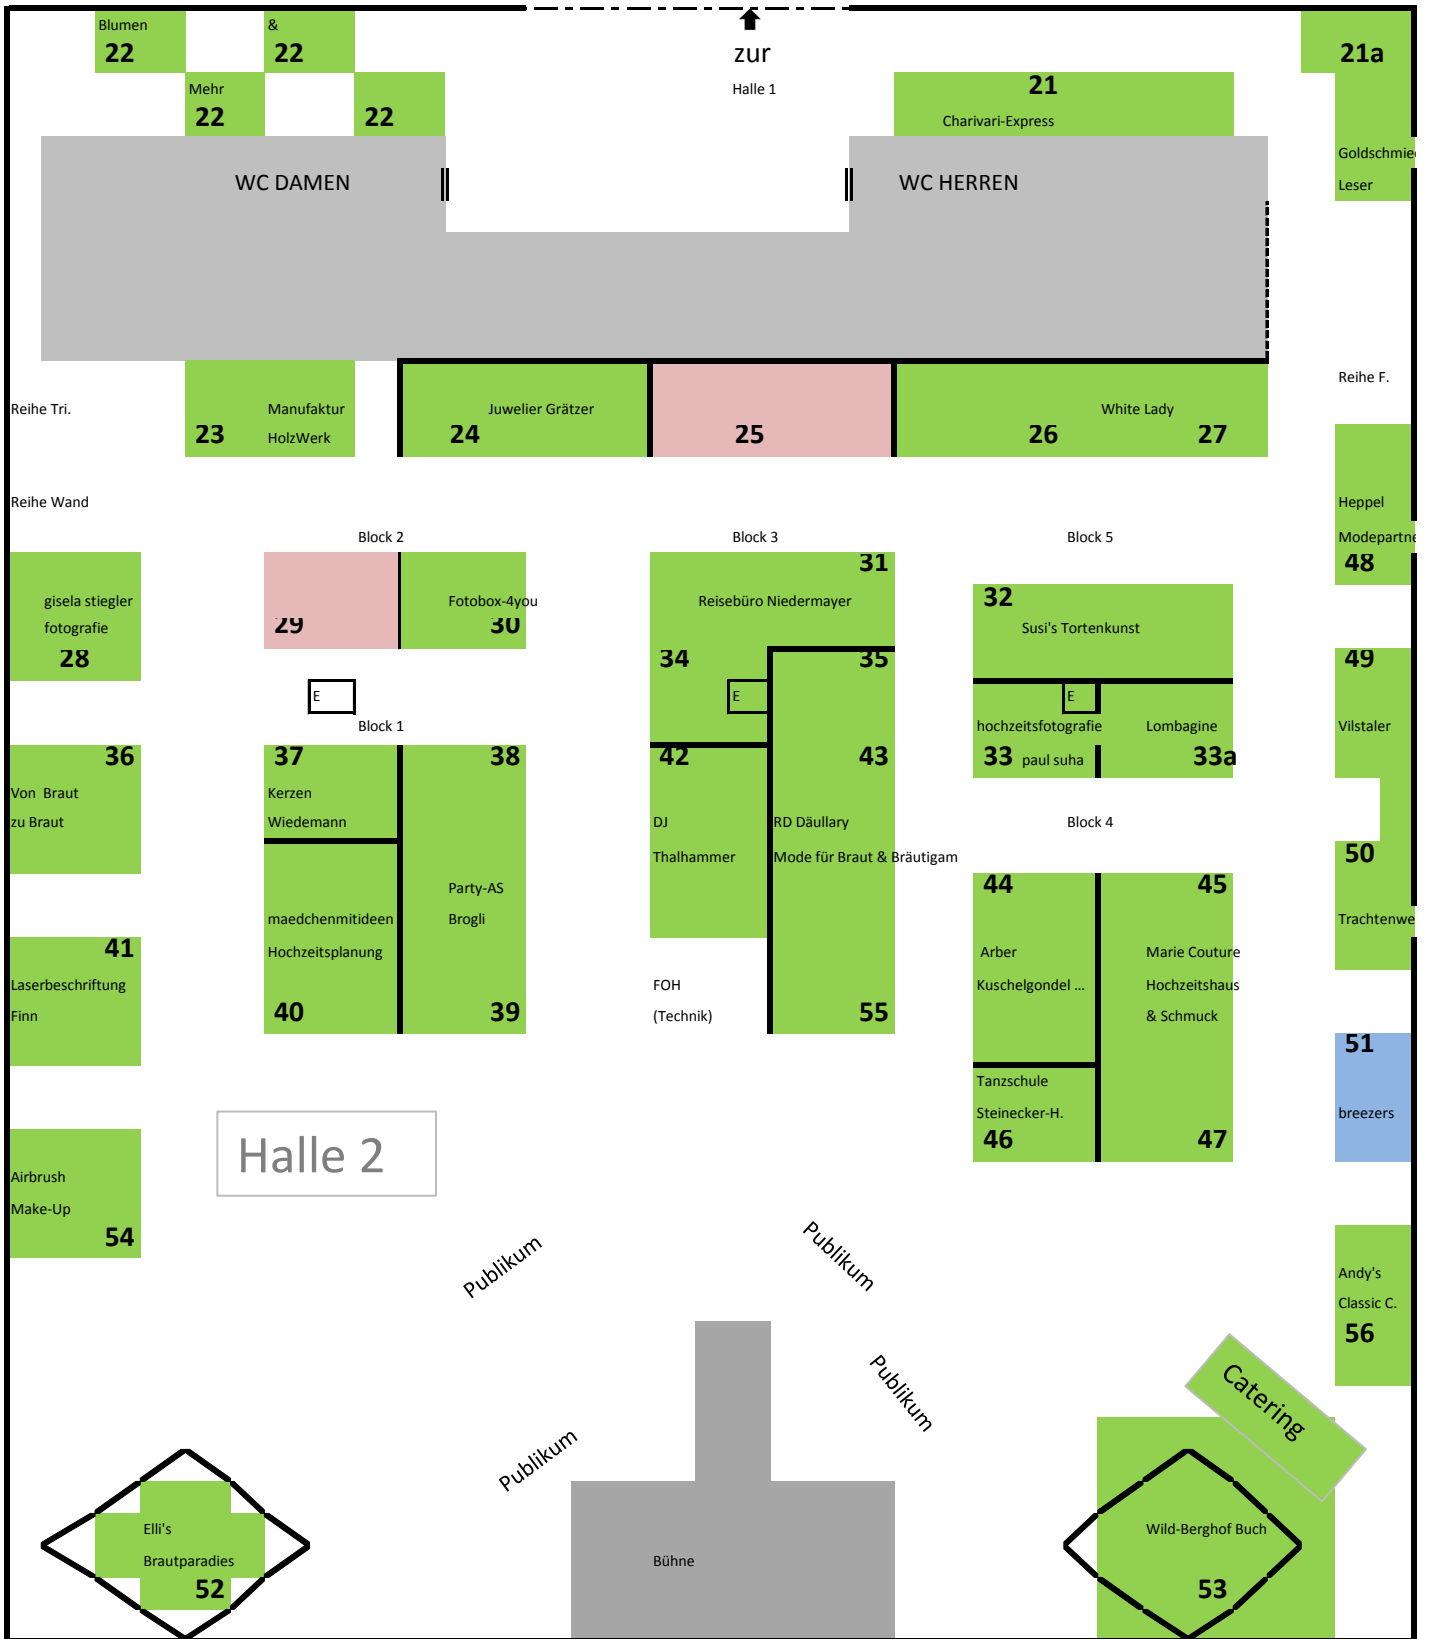 Blumen
22
&
22
Mehr
22
22
zur
Halle 1
21
Charivari-Express
21a
Goldschmied
Leser
WC DAMEN
WC HERREN
Reihe Tri.
23
Manufaktur
HolzWerk
Juwelier Grätzer
24
25
White Lady
26
27
Reihe F.
Reihe Wand
Heppel
Modepartne
48
Block 2
Block 3
Block 5
gisela stiegler
fotografie
28
29
Fotobox-4you
30
31
Reisebüro Niedermayer
34
35
32
Susi's Tortenkunst
49
Vilstaler
E
E
E
Block 1
hochzeitsfotografie
33 paul suha
Lombagine
33a
36
Von Braut
zu Braut
37
Kerzen
Wiedemann
38
42
DJ
Thalhammer
43
RD Däullary
Mode für Braut & Bräutigam
Block 4
50
Trachtenwe
Party-AS
Brogli
39
maedchenmitideen
Hochzeitsplanung
40
41
Laserbeschriftung
Finn
FOH
(Technik)
55
44
Arber
Kuschelgondel ...
45
Marie Couture
Hochzeitshaus
& Schmuck
47
Tanzschule
Steinecker-H.
46
51
breezers
Halle 2
Airbrush
Make-Up
54
Publikum
Publikum
Publikum
Publikum
Andy's
Classic C.
56
Catering
Elli's
Brautparadies
52
Bühne
Wild-Berghof Buch
53